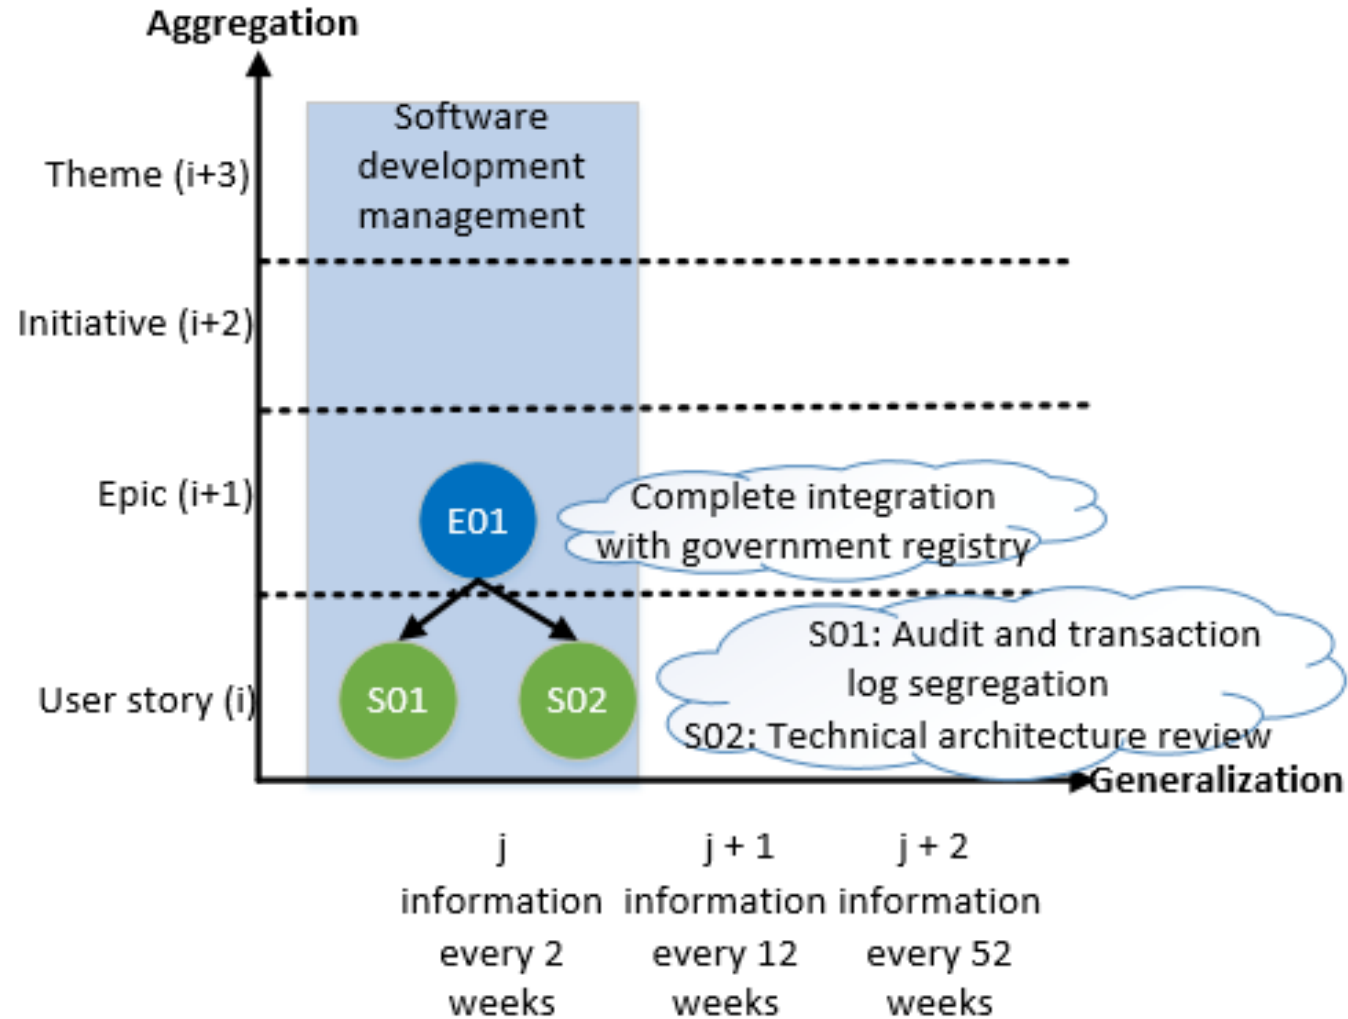 Aggregation
Software
development
management
Theme (i+3)
Initiative (i+2)
Epic (i+1)
E01
Complete integration
with government registry
User story (i)
S01
S02
S01: Audit and transaction
log segregation
S02: Technical architecture review
Generalization
j
information
every 2
weeks
j + 1
information
every 12
weeks
j + 2
information
every 52
weeks